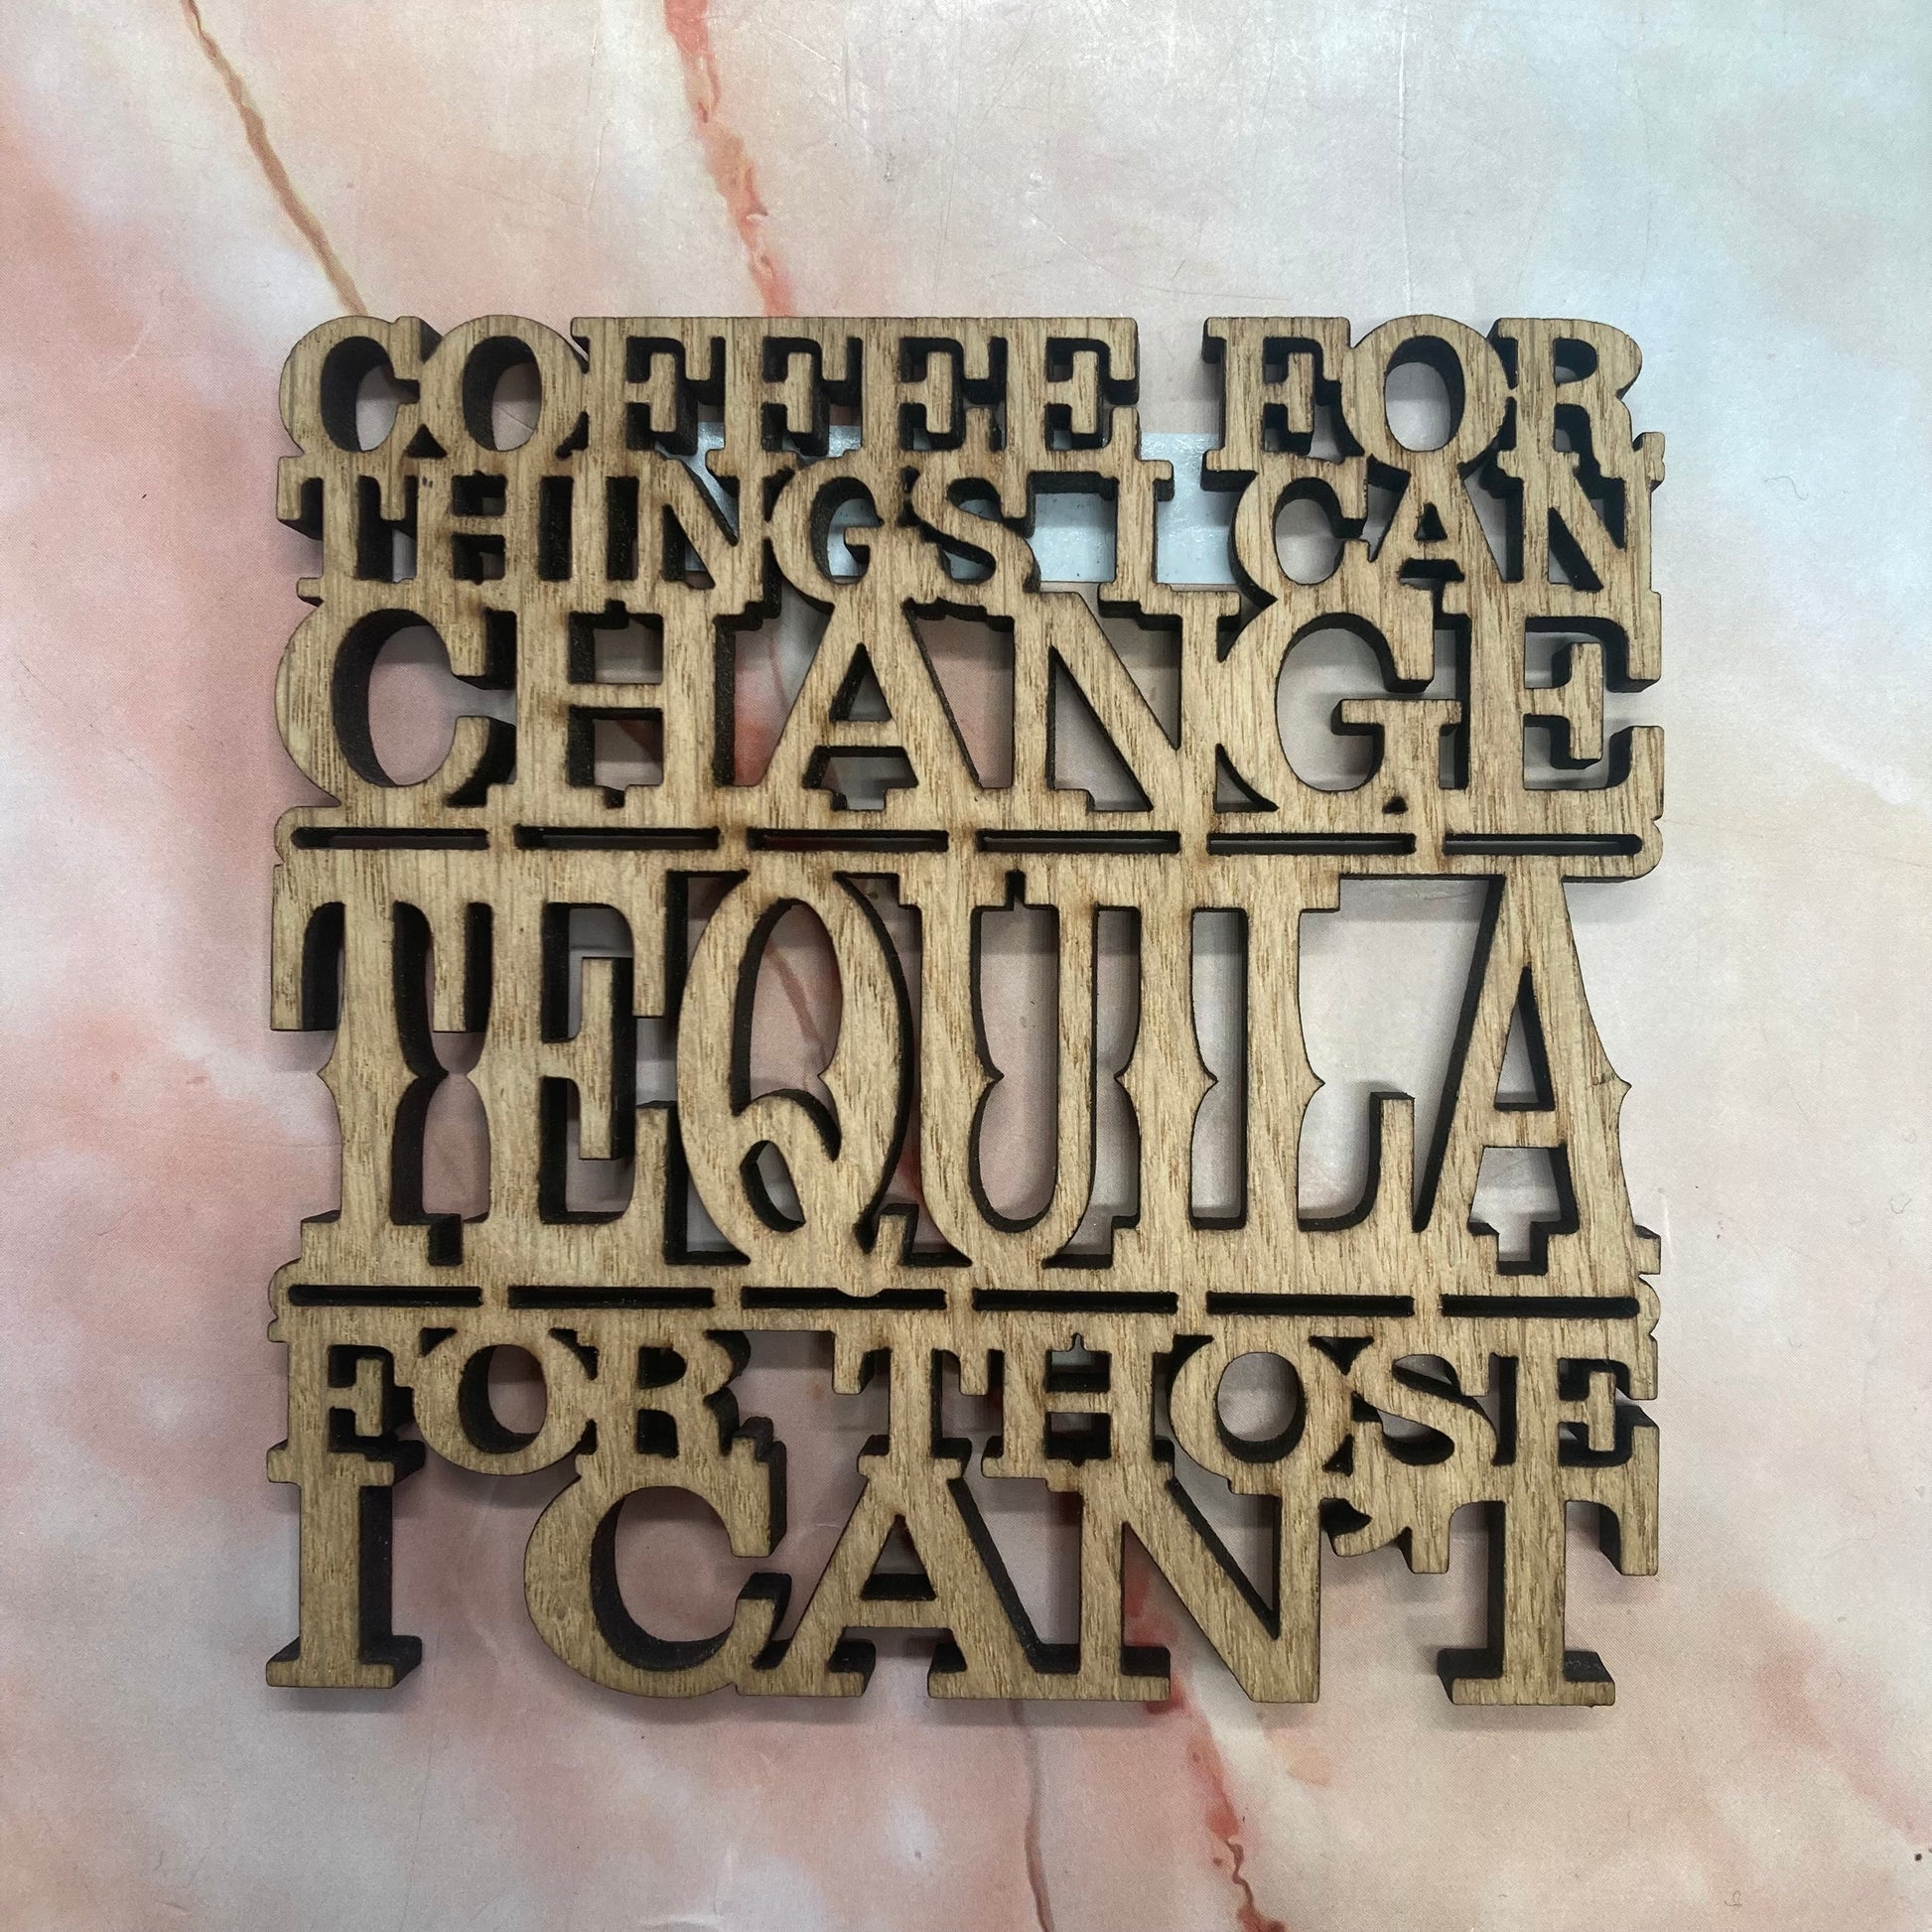 COFFEE FOR
THINGS I CAN
CHANGE
TEQUILA
FOR THOSE
I CAN'T